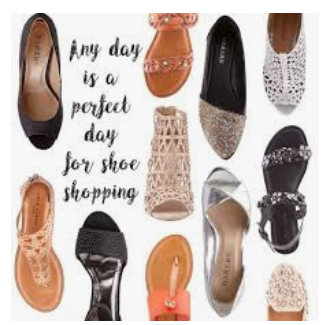 Any day
is a
perfect
day
for shoe
shopping